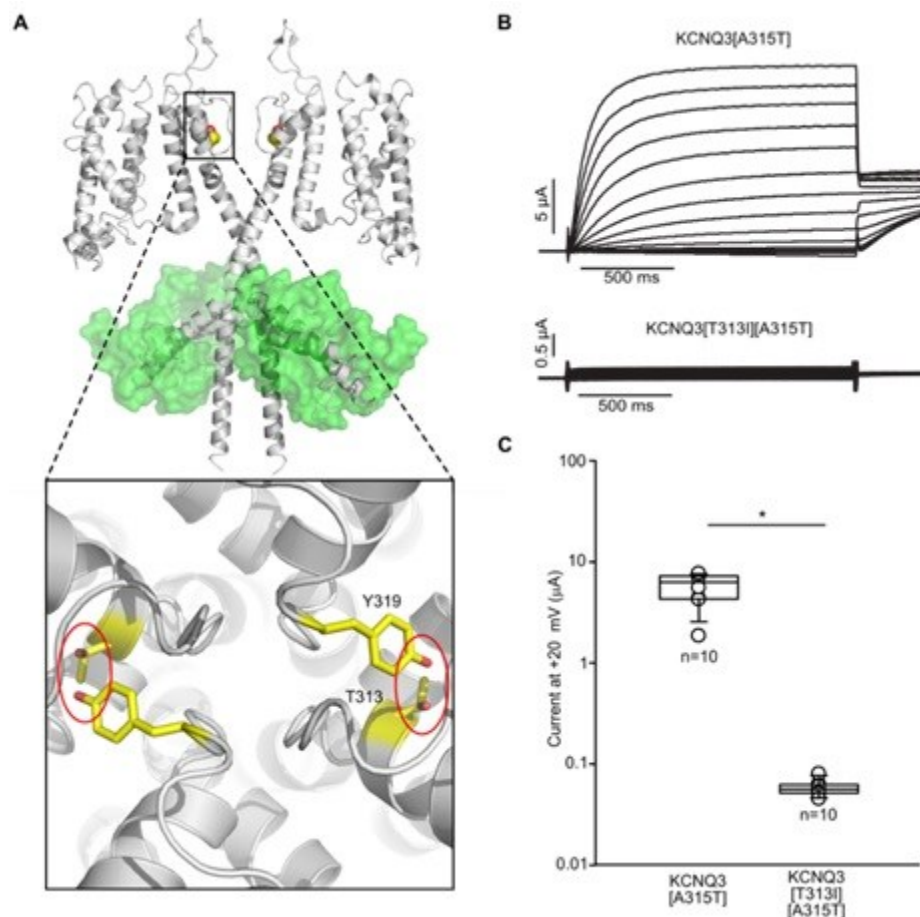 A
B
KCNQ3[A315T]
5 µA
500 ms
KCNQ3[T313I][A315T]
0.5 µA
500 ms
Y319
T313
C
100
*
10
n=10
1
0.1
n=10
0.01
Current at +20 mV (µA)
KCNQ3
[A315T]
KCNQ3
[T313I]
[A315T]